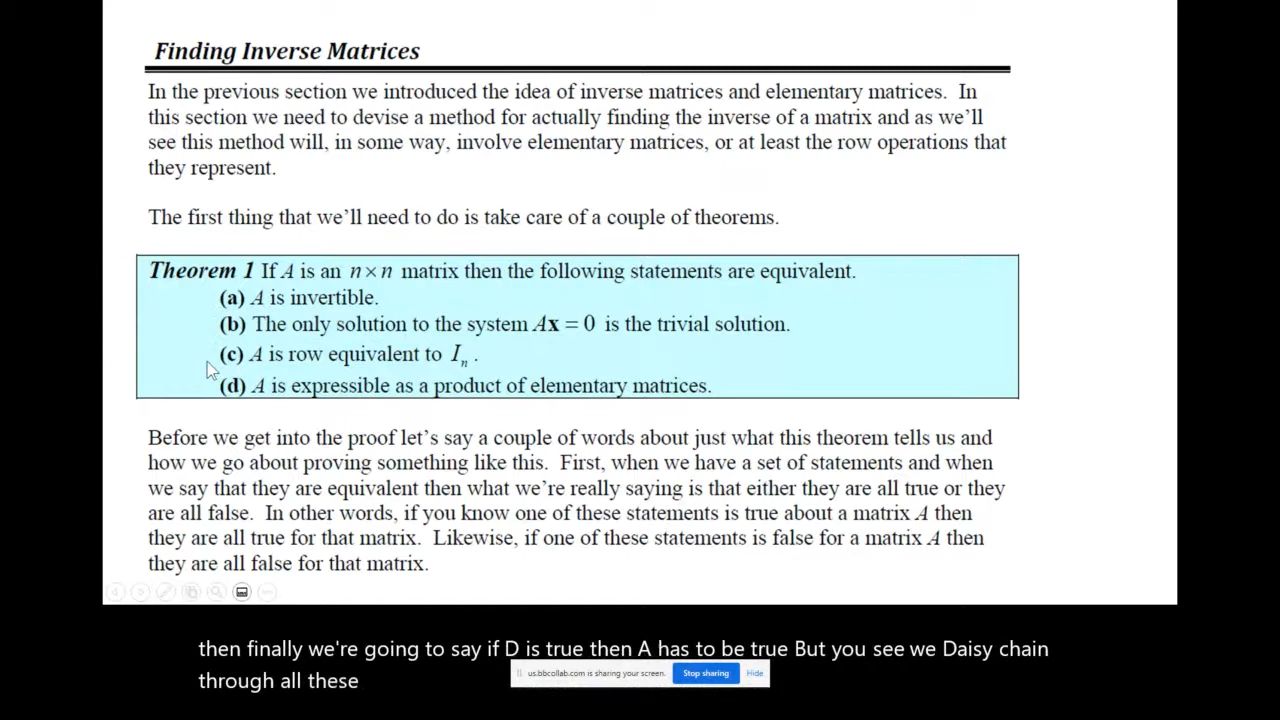 Finding Inverse Matrices
In the previous section we introduced the idea of inverse matrices and elementary matrices. In
this section we need to devise a method for actually finding the inverse of a matrix and as we'll
see this method will, in some way, involve elementary matrices, or at least the row operations that
they represent.
The first thing that we'll need to do is take care of a couple of theorems.
Theorem 1 If A is an n×n matrix then the following statements are equivalent.
(a) A is invertible.
(b) The only solution to the system Ax = 0 is the trivial solution.
(c) A is row equivalent to Iₙ .
(d) A is expressible as a product of elementary matrices.
Before we get into the proof let's say a couple of words about just what this theorem tells us and
how we go about proving something like this. First, when we have a set of statements and when
we say that they are equivalent then what we're really saying is that either they are all true or they
are all false. In other words, if you know one of these statements is true about a matrix A then
they are all true for that matrix. Likewise, if one of these statements is false for a matrix A then
they are all false for that matrix.
then finally we're going to say if D is true then A has to be true But you see we Daisy chain
through all these
us.bbcollab.com is sharing your screen. Stop sharing Hide